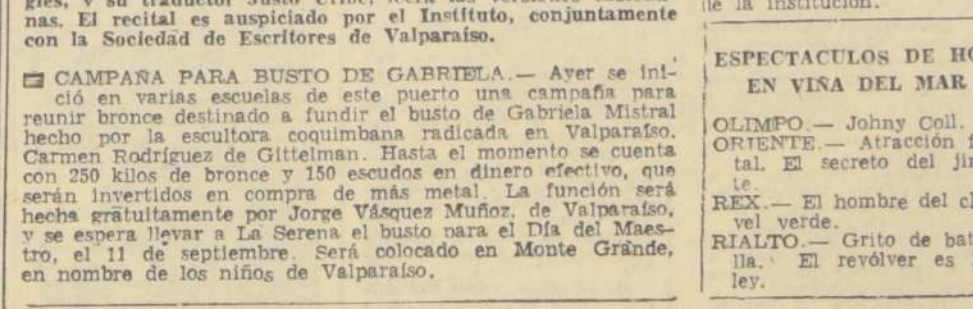 nas. El recital es auspiciado por el Instituto, conjuntamente
con la Sociedad de Escritores de Valparaíso.
CAMPAÑA PARA BUSTO DE GABRIELA.— Ayer se ini-
ció en varias escuelas de este puerto una campaña para
reunir bronce destinado a fundir el busto de Gabriela Mistral
hecho por la escultora coquimbana radicada en Valparaíso.
Carmen Rodríguez de Gittelman. Hasta el momento se cuenta
con 250 kilos de bronce y 150 escudos en dinero efectivo, que
serán invertidos en compra de más metal. La función será
hecha gratuitamente por Jorge Vásquez Muñoz, de Valparaíso,
y se espera llevar a La Serena el busto para el Día del Maes-
tro, el 11 de septiembre. Será colocado en Monte Grande,
en nombre de los niños de Valparaíso.
de la institución.
ESPECTACULOS DE HO
EN VIÑA DEL MAR
OLIMPO.— Johny Coll.
ORIENTE.— Atracción
tal. El secreto del
te.
REX.— El hombre del
vel verde.
RIALTO.— Grito de bat
lla. El revólver es
ley.